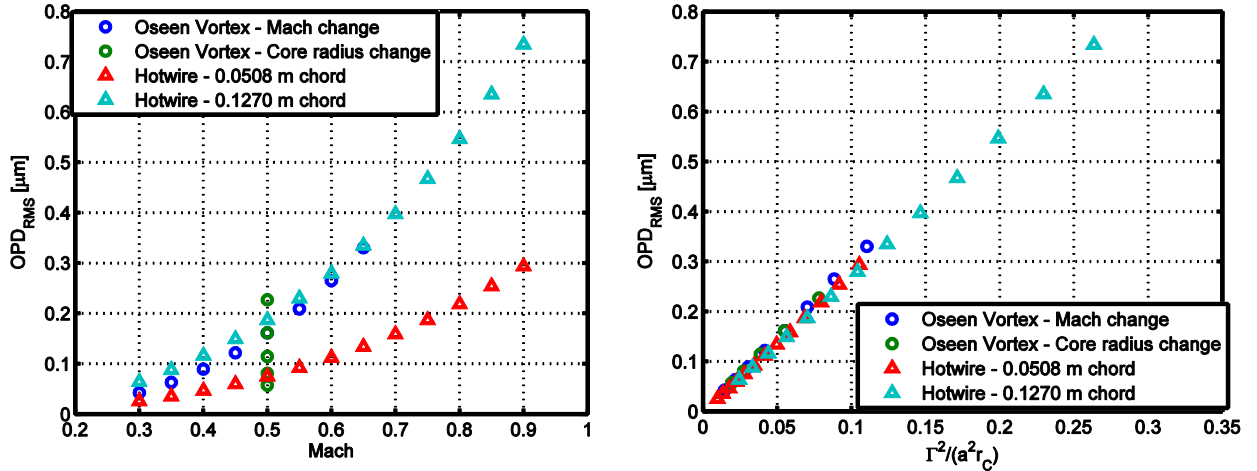 0.8
0.7
0.6
0.5
0.4
0.3
0.2
0.1
0
OPD_RMS [μm]
Oseen Vortex - Mach change
Oseen Vortex - Core radius change
Hotwire - 0.0508 m chord
Hotwire - 0.1270 m chord
0.2 0.3 0.4 0.5 0.6 0.7 0.8 0.9 1
Mach
0.8
0.7
0.6
0.5
0.4
0.3
0.2
0.1
0
OPD_RMS [μm]
Oseen Vortex - Mach change
Oseen Vortex - Core radius change
Hotwire - 0.0508 m chord
Hotwire - 0.1270 m chord
0 0.05 0.1 0.15 0.2 0.25 0.3 0.35
Γ²/(a²r_C)